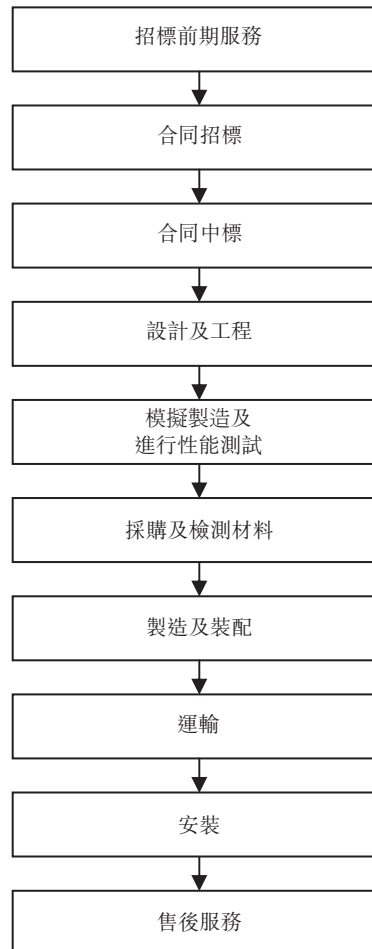 招標前期服務
合同招標
合同中標
設計及工程
模擬製造及
進行性能測試
採購及檢測材料
製造及裝配
運輸
安裝
售後服務